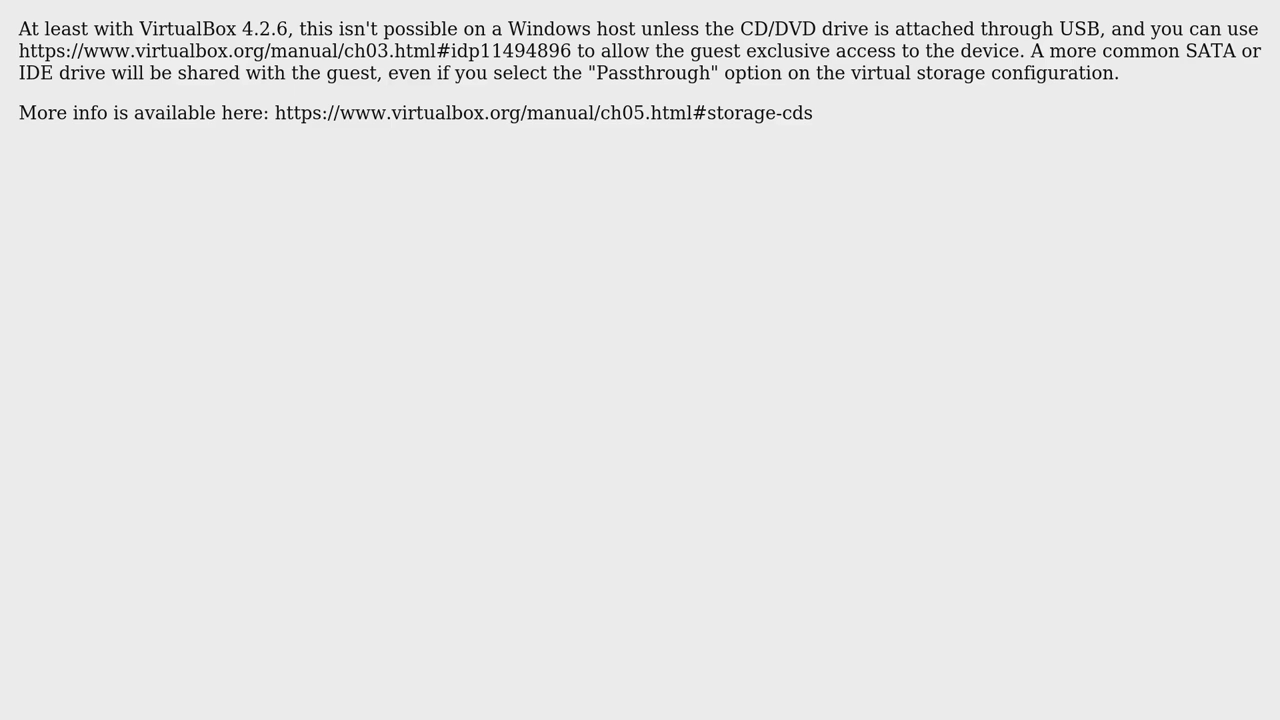 At least with VirtualBox 4.2.6, this isn't possible on a Windows host unless the CD/DVD drive is attached through USB, and you can use
https://www.virtualbox.org/manual/ch03.html#idp11494896 to allow the guest exclusive access to the device. A more common SATA or
IDE drive will be shared with the guest, even if you select the "Passthrough" option on the virtual storage configuration.
More info is available here: https://www.virtualbox.org/manual/ch05.html#storage-cds